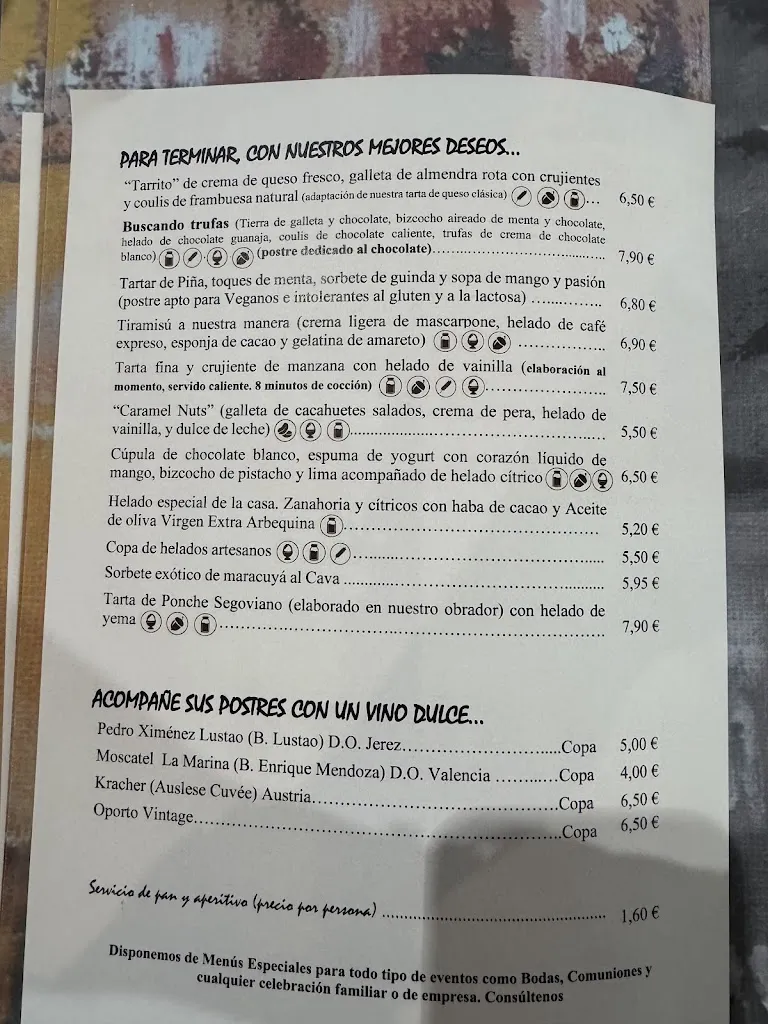 PARA TERMINAR, CON NUESTROS MEJORES DESEOS...
“Tarrito” de crema de queso fresco, galleta de almendra rota con crujientes
y coulis de frambuesa natural (adaptación de nuestra tarta de queso clásica) ... 6,50 €
Buscando trufas (Tierra de galleta y chocolate, bizcocho aireado de menta y chocolate,
helado de chocolate guanaja, coulis de chocolate caliente, trufas de crema de chocolate
blanco) (postre dedicado al chocolate)........................................ 7,90 €
Tartar de Piña, toques de menta, sorbete de guinda y sopa de mango y pasión
(postre apto para Veganos e intolerantes al gluten y a la lactosa) .............. 6,80 €
Tiramisú a nuestra manera (crema ligera de mascarpone, helado de café
expreso, esponja de cacao y gelatina de amareto) ................ 6,90 €
Tarta fina y crujiente de manzana con helado de vainilla (elaboración al
momento, servido caliente. 8 minutos de cocción) ........................ 7,50 €
“Caramel Nuts” (galleta de cacahuetes salados, crema de pera, helado de
vainilla, y dulce de leche) .................................................. 5,50 €
Cúpula de chocolate blanco, espuma de yogurt con corazón liquido de
mango, bizcocho de pistacho y lima acompañado de helado cítrico 6,50 €
Helado especial de la casa. Zanahoria y cítricos con haba de cacao y Aceite
de oliva Virgen Extra Arbequina .................................................. 5,20 €
Copa de helados artesanos .................................................. 5,50 €
Sorbete exótico de maracuyá al Cava .................................................. 5,95 €
Tarta de Ponche Segoviano (elaborado en nuestro obrador) con helado de
yema .................................................. 7,90 €
ACOMPAÑE SUS POSTRES CON UN VINO DULCE...
Pedro Ximénez Lustao (B. Lustao) D.O. Jerez..............................Copa 5,00 €
Moscatel La Marina (B. Enrique Mendoza) D.O. Valencia ............Copa 4,00 €
Kracher (Auslese Cuvée) Austria..............................Copa 6,50 €
Oporto Vintage..............................Copa 6,50 €
Servicio de pan y aperitivo (precio por persona) .............................. 1,60 €
Disponemos de Menús Especiales para todo tipo de eventos como Bodas, Comuniones y
cualquier celebración familiar o de empresa. Consúltenos